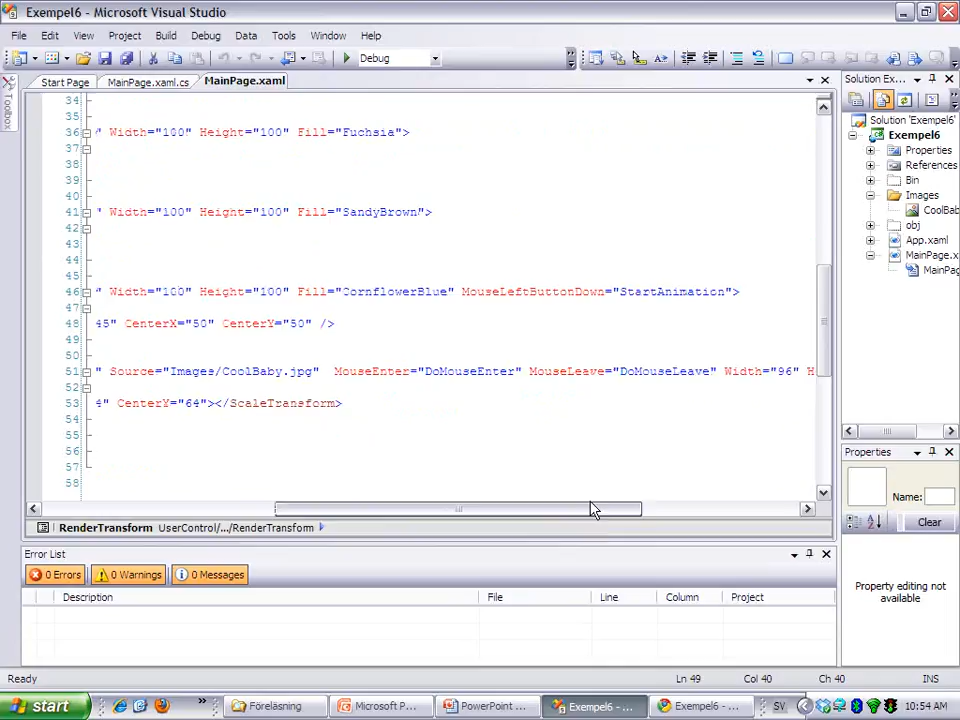 Exempel6 - Microsoft Visual Studio
File Edit View Project Build Debug Data Tools Window Help
Debug
Start Page MainPage.xaml.cs MainPage.xaml
Toolbox
34
35
36 " Width="100" Height="100" Fill="Fuchsia">
37
38
39
40
41 " Width="100" Height="100" Fill="SandyBrown">
42
43
44
45
46 " Width="100" Height="100" Fill="CornflowerBlue" MouseLeftButtonDown="StartAnimation">
47
48 45" CenterX="50" CenterY="50" />
49
50
51 " Source="Images/CoolBaby.jpg" MouseEnter="DoMouseEnter" MouseLeave="DoMouseLeave" Width="96" H
52
53 4" CenterY="64"></ScaleTransform>
54
55
56
57
58
RenderTransform UserControl/.../RenderTransform
Solution Ex...
Solution 'Exempel6'
Exempel6
Properties
References
Bin
Images
CoolBab
obj
App.xaml
MainPage.x
MainPag
Properties
Name:
Clear
Property editing not
available
Error List
0 Errors 0 Warnings 0 Messages
Description File Line Column Project
Ready Ln 49 Col 40 Ch 40 INS
start » Föreläsning Microsoft P... PowerPoint ... Exempel6 - ... Exempel6 - ... SV 10:54 AM